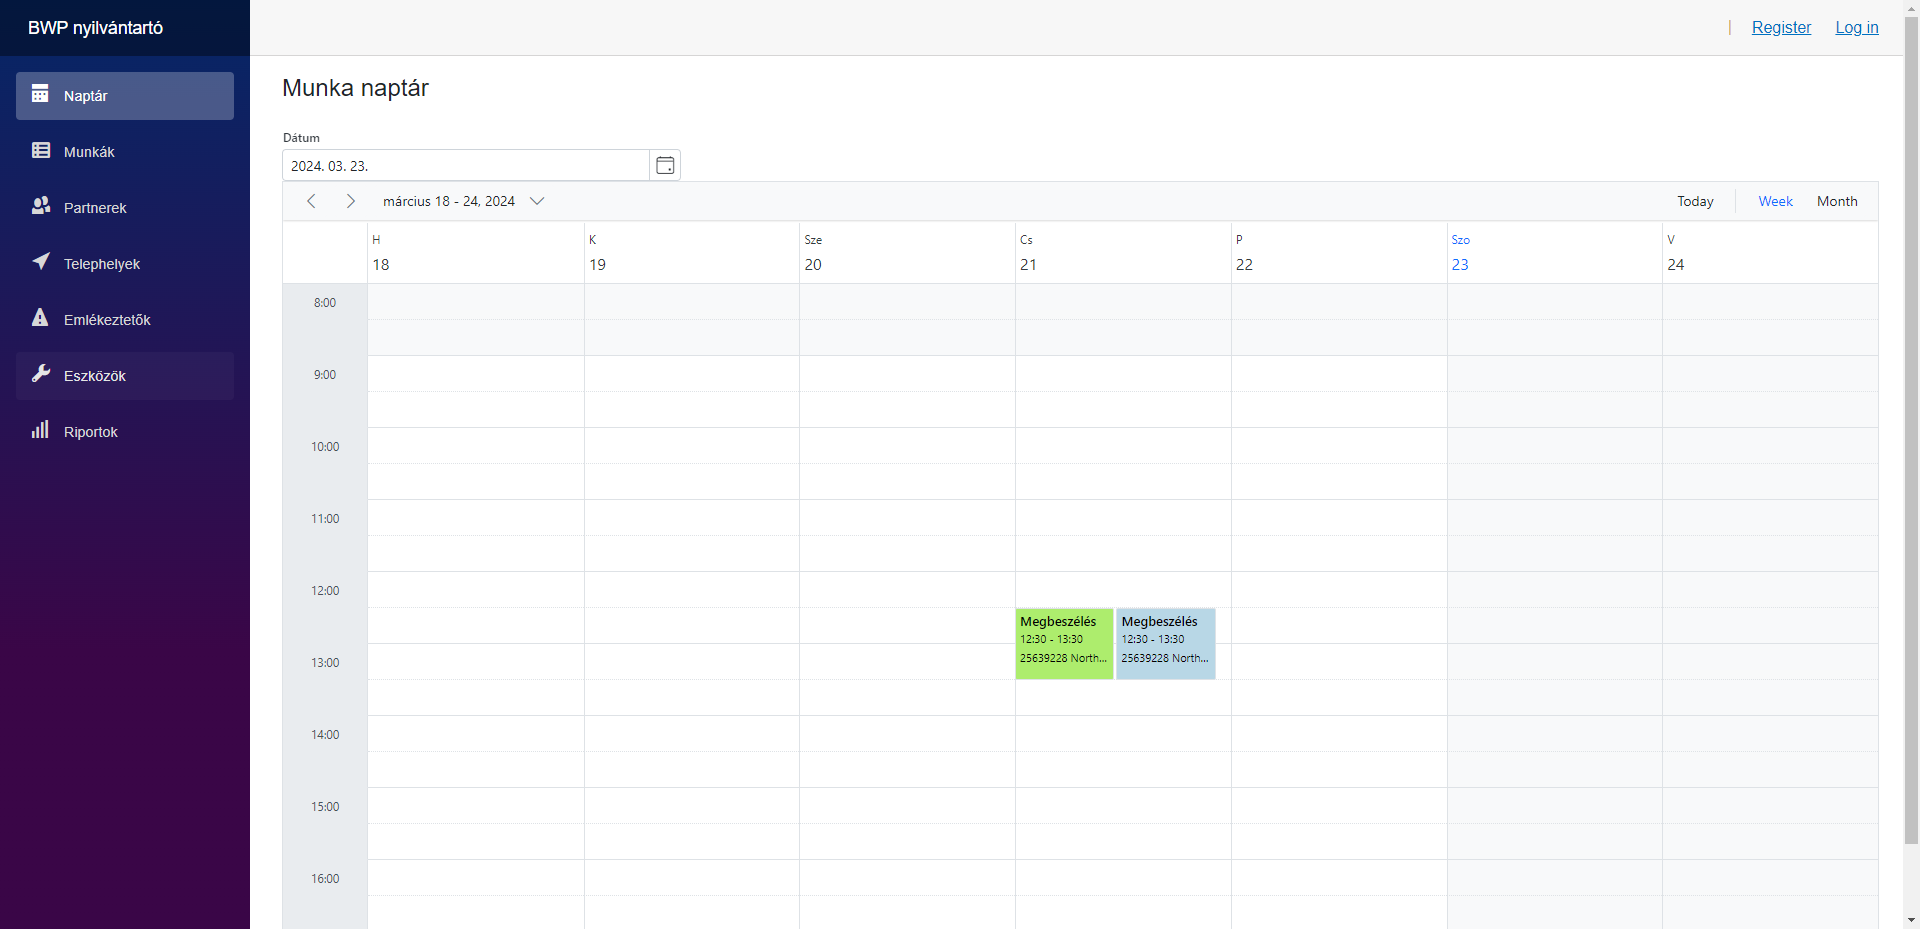 BWP nyilvántartó
Register Log in
Naptár
Munkák
Partnerek
Telephelyek
Emlékeztetők
Eszközök
Riportok
Munka naptár
Dátum
2024. 03. 23.
március 18 - 24, 2024
Today Week Month
H K Sze Cs P Szo V
18 19 20 21 22 23 24
8:00
9:00
10:00
11:00
12:00
Megbeszélés Megbeszélés
12:30 - 13:30 12:30 - 13:30
25639228 North... 25639228 North...
13:00
14:00
15:00
16:00